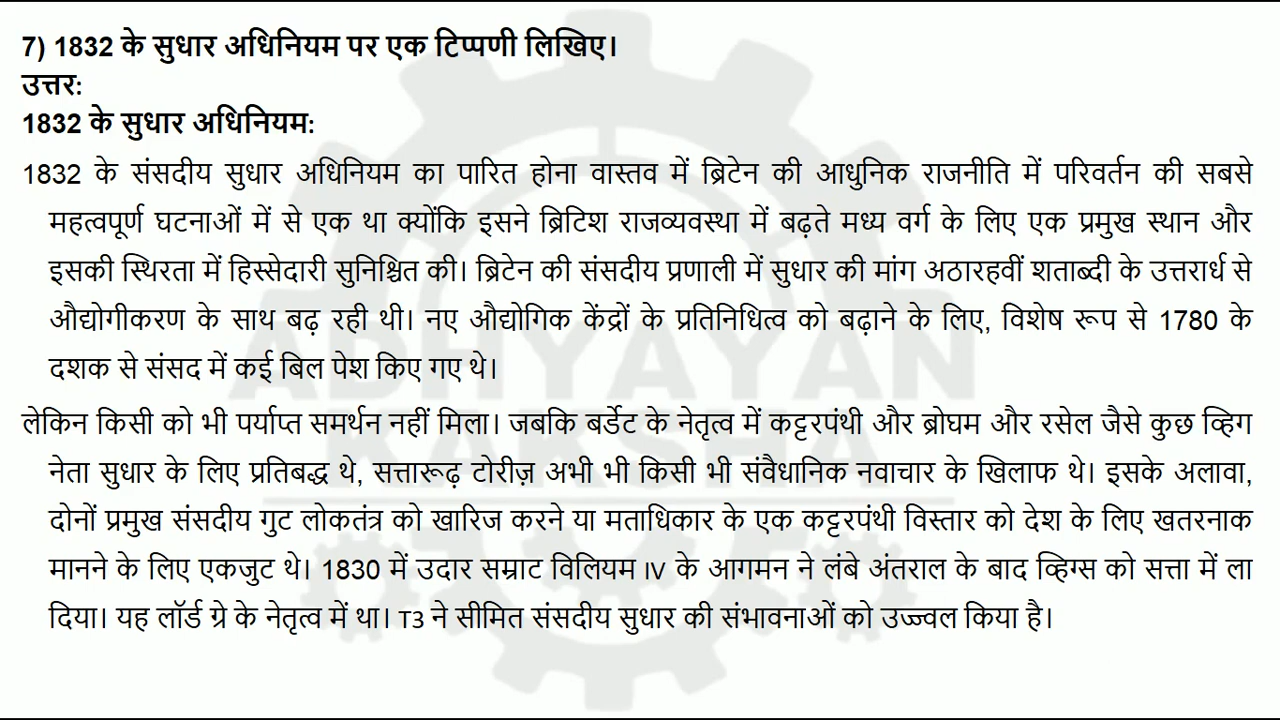 7) 1832 के सुधार अधिनियम पर एक टिप्पणी लिखिए।
उत्तर:
1832 के सुधार अधिनियम:
1832 के संसदीय सुधार अधिनियम का पारित होना वास्तव में ब्रिटेन की आधुनिक राजनीति में परिवर्तन की सबसे
महत्वपूर्ण घटनाओं में से एक था क्योंकि इसने ब्रिटिश राजव्यवस्था में बढ़ते मध्य वर्ग के लिए एक प्रमुख स्थान और
इसकी स्थिरता में हिस्सेदारी सुनिश्चित की। ब्रिटेन की संसदीय प्रणाली में सुधार की मांग अठारहवीं शताब्दी के उत्तरार्ध से
औद्योगीकरण के साथ बढ़ रही थी। नए औद्योगिक केंद्रों के प्रतिनिधित्व को बढ़ाने के लिए, विशेष रूप से 1780 के
दशक से संसद में कई बिल पेश किए गए थे।
लेकिन किसी को भी पर्याप्त समर्थन नहीं मिला। जबकि बर्डेट के नेतृत्व में कट्टरपंथी और ब्रोघम और रसेल जैसे कुछ व्हिग
नेता सुधार के लिए प्रतिबद्ध थे, सत्तारूढ़ टोरीज़ अभी भी किसी भी संवैधानिक नवाचार के खिलाफ थे। इसके अलावा,
दोनों प्रमुख संसदीय गुट लोकतंत्र को खारिज करने या मताधिकार के एक कट्टरपंथी विस्तार को देश के लिए खतरनाक
मानने के लिए एकजुट थे। 1830 में उदार सम्राट विलियम IV के आगमन ने लंबे अंतराल के बाद व्हिग्स को सत्ता में ला
दिया। यह लॉर्ड ग्रे के नेतृत्व में था। T3 ने सीमित संसदीय सुधार की संभावनाओं को उज्ज्वल किया है।
ADHYAYAN
KAKSHA